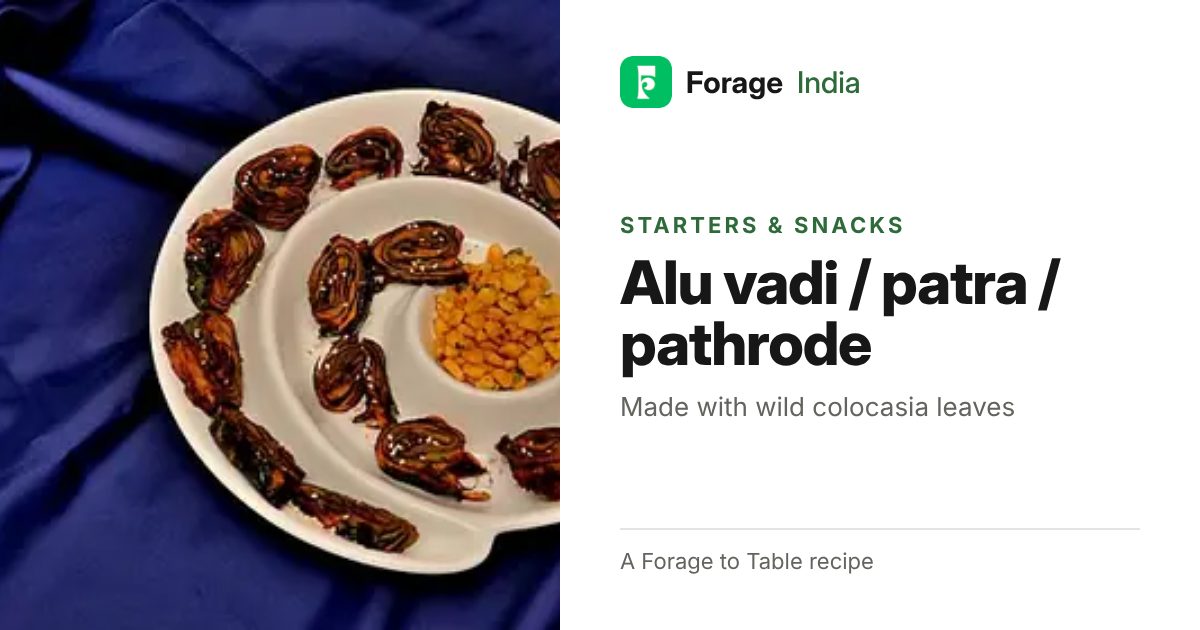 Forage India
STARTERS & SNACKS
Alu vadi / patra /
pathrode
Made with wild colocasia leaves
A Forage to Table recipe